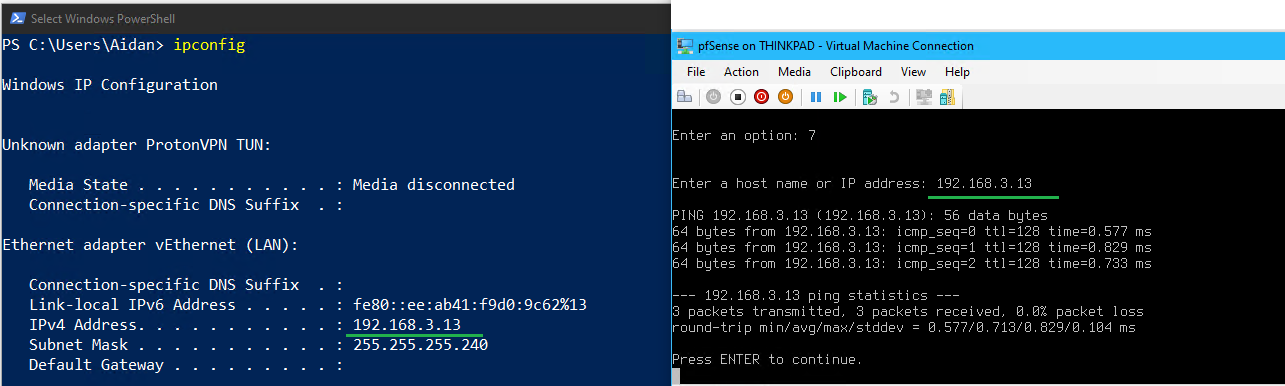 Select Windows PowerShell
PS C:\Users\Aidan> ipconfig
Windows IP Configuration
Unknown adapter ProtonVPN TUN:
Media State . . . . . . . . . . . : Media disconnected
Connection-specific DNS Suffix  . :
Ethernet adapter vEthernet (LAN):
Connection-specific DNS Suffix  . :
Link-local IPv6 Address . . . . . : fe80::ee:ab41:f9d0:9c62%13
IPv4 Address. . . . . . . . . . . : 192.168.3.13
Subnet Mask . . . . . . . . . . . : 255.255.255.240
Default Gateway . . . . . . . . . :
pfSense on THINKPAD - Virtual Machine Connection
File Action Media Clipboard View Help
Enter an option: 7
Enter a host name or IP address: 192.168.3.13
PING 192.168.3.13 (192.168.3.13): 56 data bytes
64 bytes from 192.168.3.13: icmp_seq=0 ttl=128 time=0.577 ms
64 bytes from 192.168.3.13: icmp_seq=1 ttl=128 time=0.829 ms
64 bytes from 192.168.3.13: icmp_seq=2 ttl=128 time=0.733 ms
--- 192.168.3.13 ping statistics ---
3 packets transmitted, 3 packets received, 0.0% packet loss
round-trip min/avg/max/stddev = 0.577/0.713/0.829/0.104 ms
Press ENTER to continue.